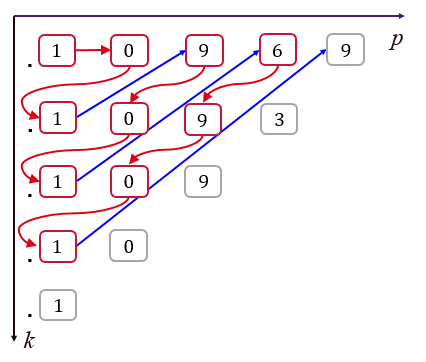 . 1 0 9 6 9 p
. 1 0 9 3
. 1 0 9
. 1 0
. 1
k